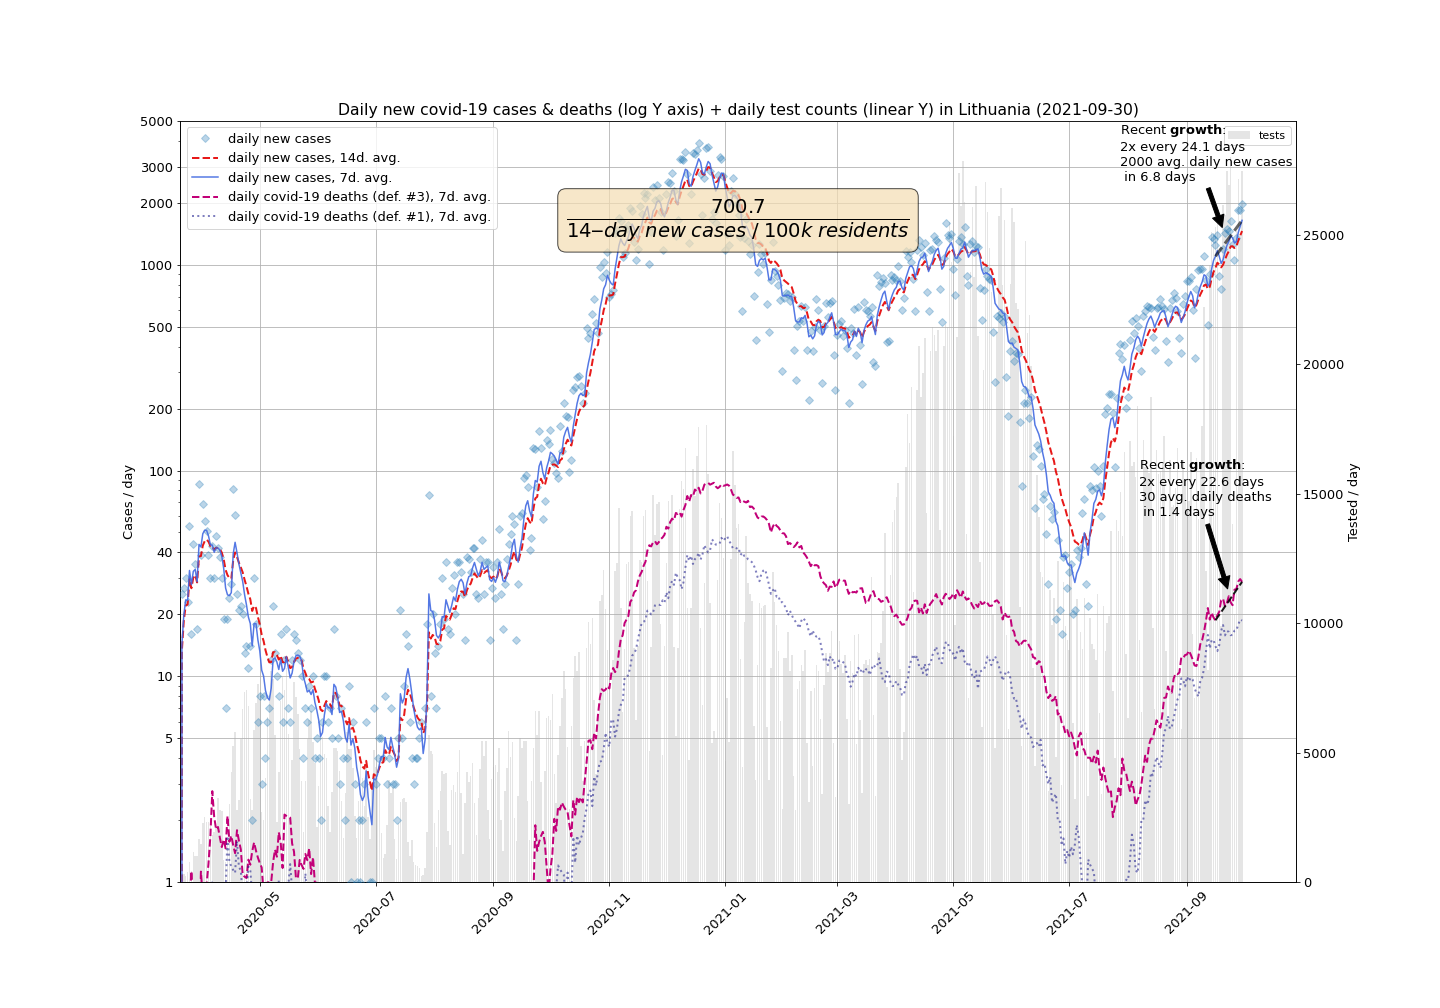 Daily new covid-19 cases & deaths (log Y axis) + daily test counts (linear Y) in Lithuania (2021-09-30)
daily new cases
daily new cases, 14d. avg.
daily new cases, 7d. avg.
daily covid-19 deaths (def. #3), 7d. avg.
daily covid-19 deaths (def. #1), 7d. avg.
700.7
14–day new cases / 100k residents
Recent growth:
2x every 24.1 days
2000 avg. daily new cases
in 6.8 days
tests
Recent growth:
2x every 22.6 days
30 avg. daily deaths
in 1.4 days
Cases / day
5000
3000
2000
1000
500
200
100
40
20
10
5
1
Tested / day
25000
20000
15000
10000
5000
0
2020-05
2020-07
2020-09
2020-11
2021-01
2021-03
2021-05
2021-07
2021-09